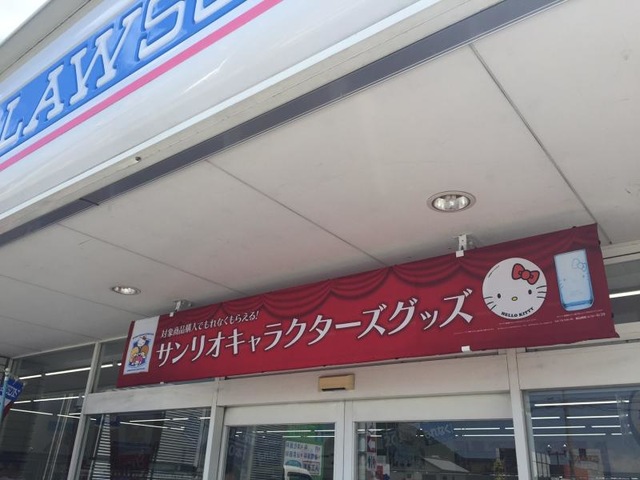 LAWSO
対象商品購入でもれなくもらえる!
サンリオキャラクターズグッズ
HELLO KITTY